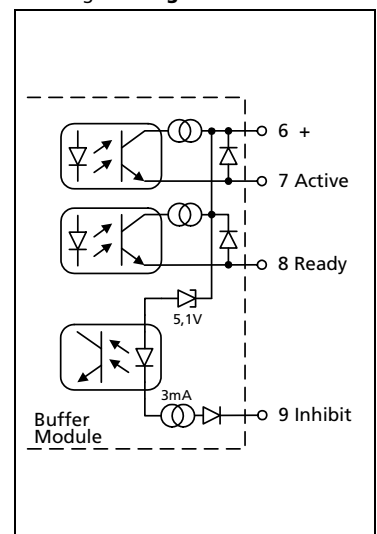 6 +
7 Active
8 Ready
5,1V
3mA
9 Inhibit
Buffer
Module